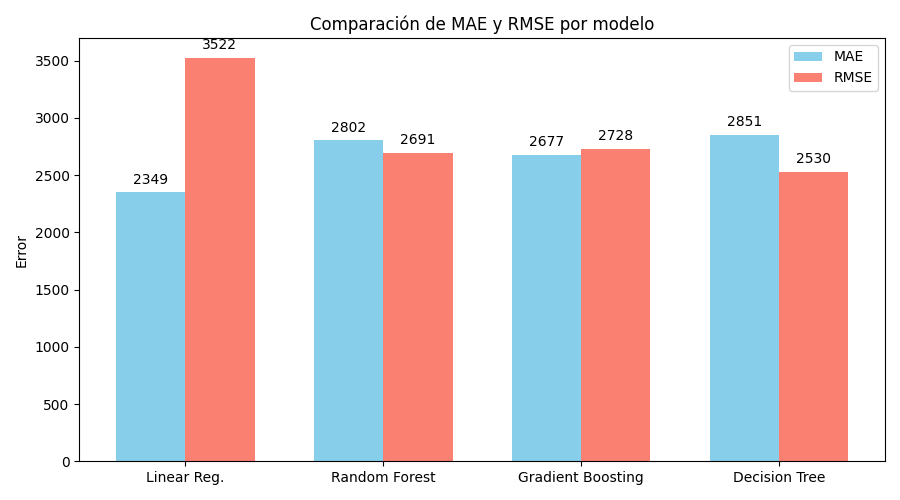 Comparación de MAE y RMSE por modelo
MAE
RMSE
Error
3500
3000
2500
2000
1500
1000
500
0
2349
3522
2802
2691
2677
2728
2851
2530
Linear Reg.
Random Forest
Gradient Boosting
Decision Tree